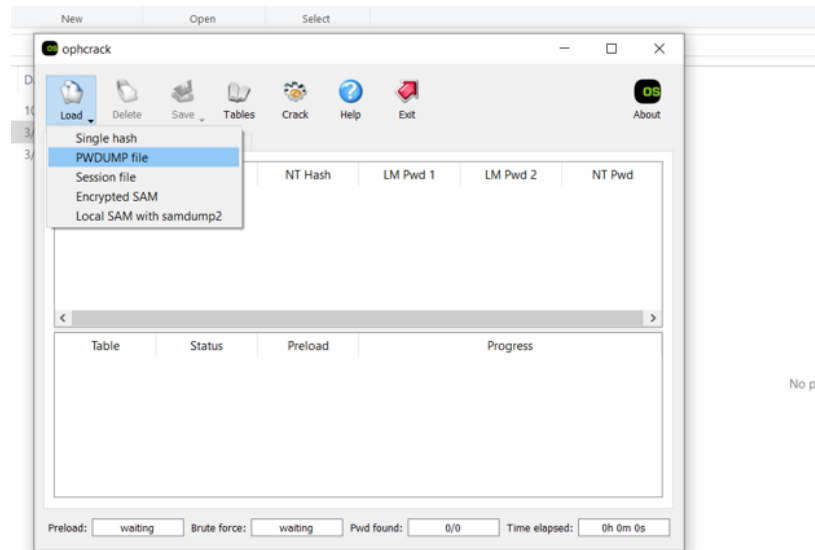 New Open Select
os ophcrack
Load Delete Save Tables Crack Help Exit os About
Single hash
PWDUMP file
Session file
Encrypted SAM
Local SAM with samdump2
NT Hash LM Pwd 1 LM Pwd 2 NT Pwd
Table Status Preload Progress
No p
Preload: waiting Brute force: waiting Pwd found: 0/0 Time elapsed: 0h 0m 0s